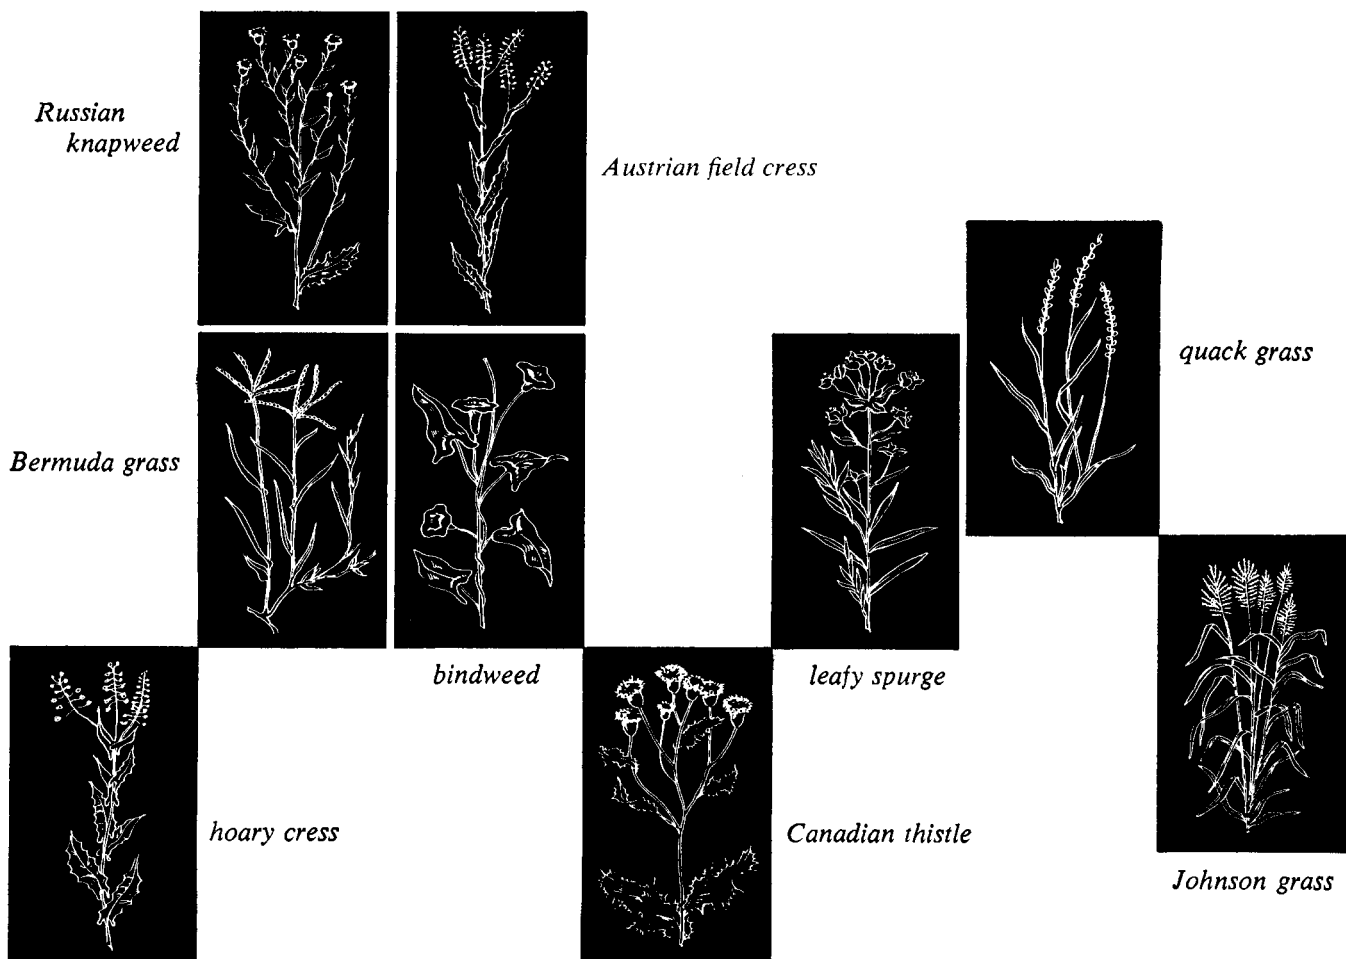 Russian
knapweed
Austrian field cress
quack grass
Bermuda grass
bindweed
leafy spurge
hoary cress
Canadian thistle
Johnson grass